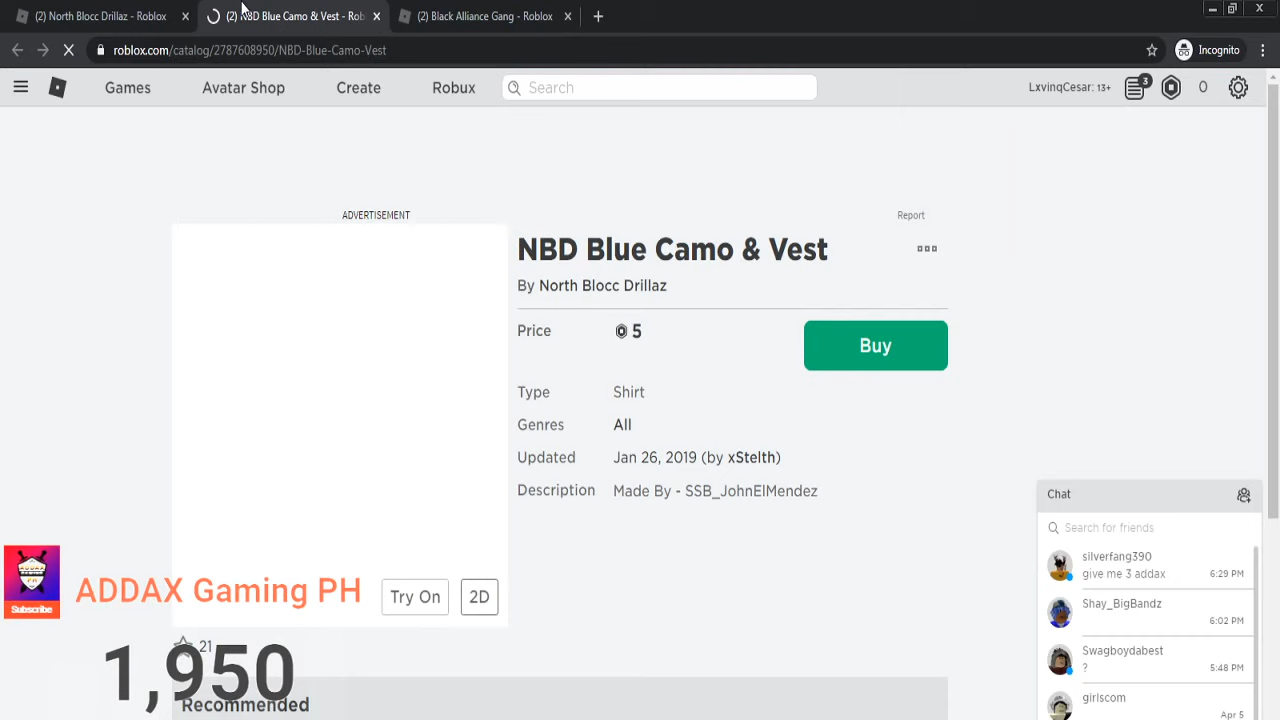 (2) North Blocc Drillaz - Roblox
(2) NBD Blue Camo & Vest - Rob
(2) Black Alliance Gang - Roblox
roblox.com/catalog/2787608950/NBD-Blue-Camo-Vest
Incognito
Games
Avatar Shop
Create
Robux
Search
LxvinqCesar: 13+
3
0
ADVERTISEMENT
Report
NBD Blue Camo & Vest
By North Blocc Drillaz
Price
5
Buy
Type
Shirt
Genres
All
Updated
Jan 26, 2019 (by xStelth)
Description
Made By - SSB_JohnElMendez
Try On
2D
21
Recommended
Chat
Search for friends
silverfang390
give me 3 addax
6:29 PM
Shay_BigBandz
6:02 PM
Swagboydabest
?
5:48 PM
giriscom
Apr 5
ADDAX
PH
Subscribe
ADDAX Gaming PH
1,950